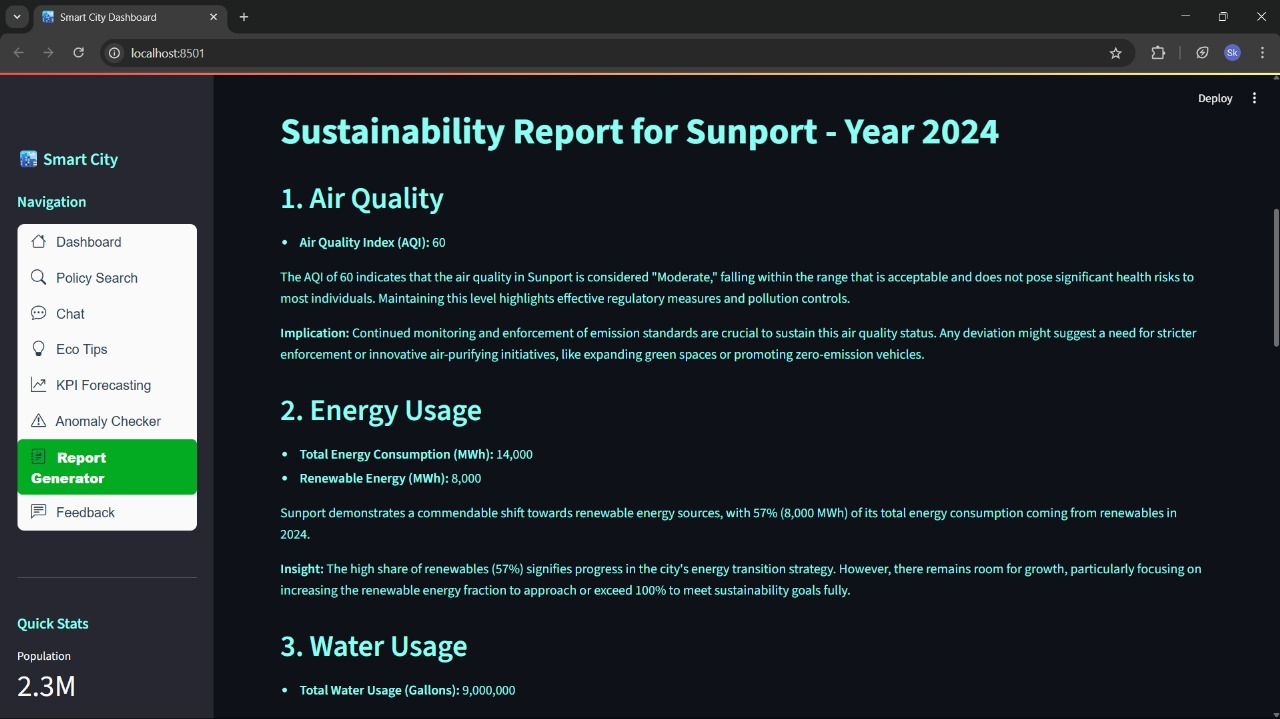 Smart City Dashboard
localhost:8501
Sk
Deploy
Smart City
Navigation
Dashboard
Policy Search
Chat
Eco Tips
KPI Forecasting
Anomaly Checker
Report
Generator
Feedback
Quick Stats
Population
2.3M
Sustainability Report for Sunport - Year 2024
1. Air Quality
• Air Quality Index (AQI): 60
The AQI of 60 indicates that the air quality in Sunport is considered "Moderate," falling within the range that is acceptable and does not pose significant health risks to
most individuals. Maintaining this level highlights effective regulatory measures and pollution controls.
Implication: Continued monitoring and enforcement of emission standards are crucial to sustain this air quality status. Any deviation might suggest a need for stricter
enforcement or innovative air-purifying initiatives, like expanding green spaces or promoting zero-emission vehicles.
2. Energy Usage
• Total Energy Consumption (MWh): 14,000
• Renewable Energy (MWh): 8,000
Sunport demonstrates a commendable shift towards renewable energy sources, with 57% (8,000 MWh) of its total energy consumption coming from renewables in
2024.
Insight: The high share of renewables (57%) signifies progress in the city's energy transition strategy. However, there remains room for growth, particularly focusing on
increasing the renewable energy fraction to approach or exceed 100% to meet sustainability goals fully.
3. Water Usage
• Total Water Usage (Gallons): 9,000,000